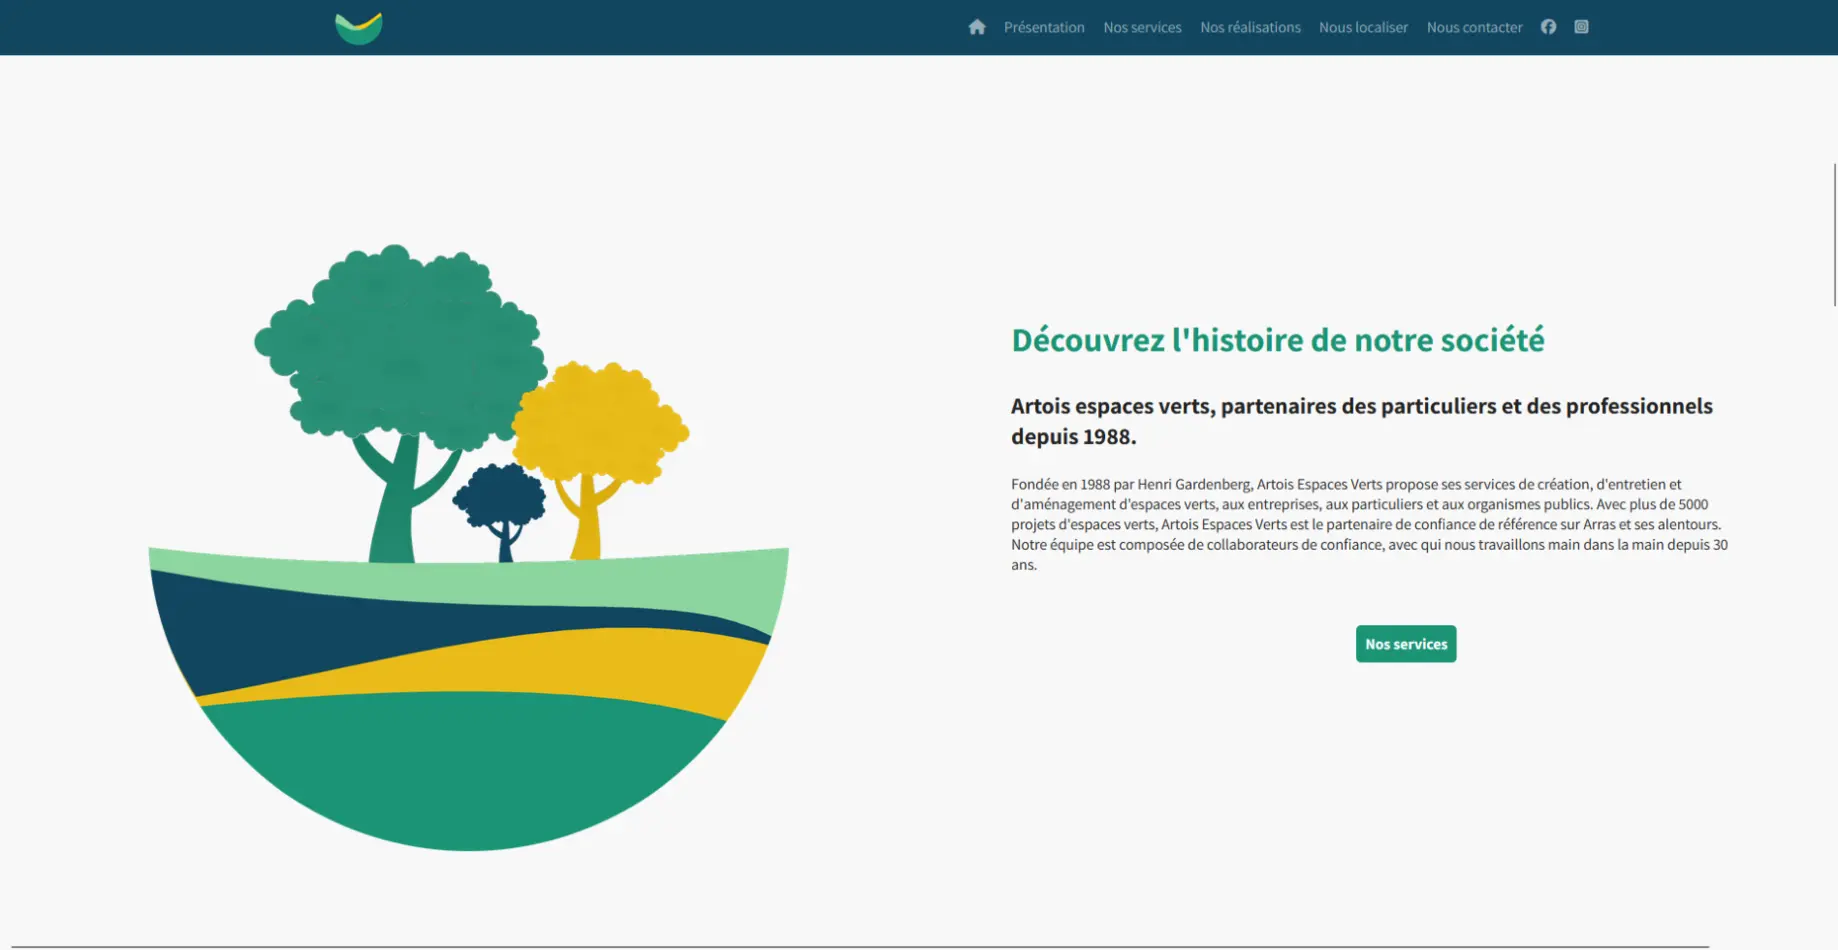 Présentation Nos services Nos réalisations Nous localiser Nous contacter
Découvrez l'histoire de notre société
Artois espaces verts, partenaires des particuliers et des professionnels
depuis 1988.
Fondée en 1988 par Henri Gardenberg, Artois Espaces Verts propose ses services de création, d'entretien et
d'aménagement d'espaces verts, aux entreprises, aux particuliers et aux organismes publics. Avec plus de 5000
projets d'espaces verts, Artois Espaces Verts est le partenaire de confiance de référence sur Arras et ses alentours.
Notre équipe est composée de collaborateurs de confiance, avec qui nous travaillons main dans la main depuis 30
ans.
Nos services